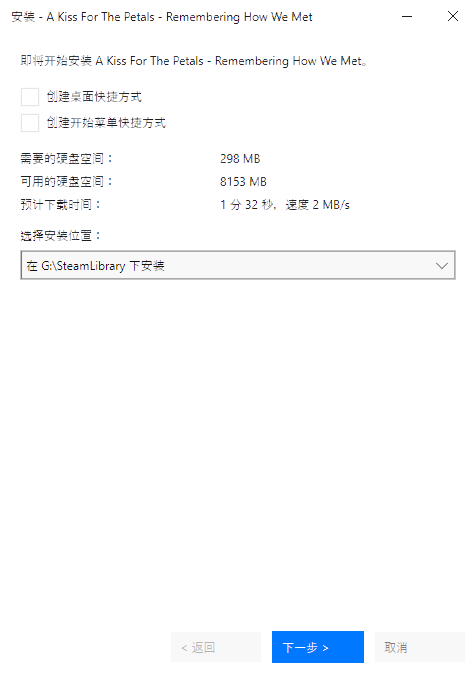 安装 - A Kiss For The Petals - Remembering How We Met
即将开始安装 A Kiss For The Petals - Remembering How We Met。
创建桌面快捷方式
创建开始菜单快捷方式
需要的硬盘空间： 298 MB
可用的硬盘空间： 8153 MB
预计下载时间： 1 分 32 秒，速度 2 MB/s
选择安装位置：
在 G:\SteamLibrary 下安装
< 返回 下一步 > 取消